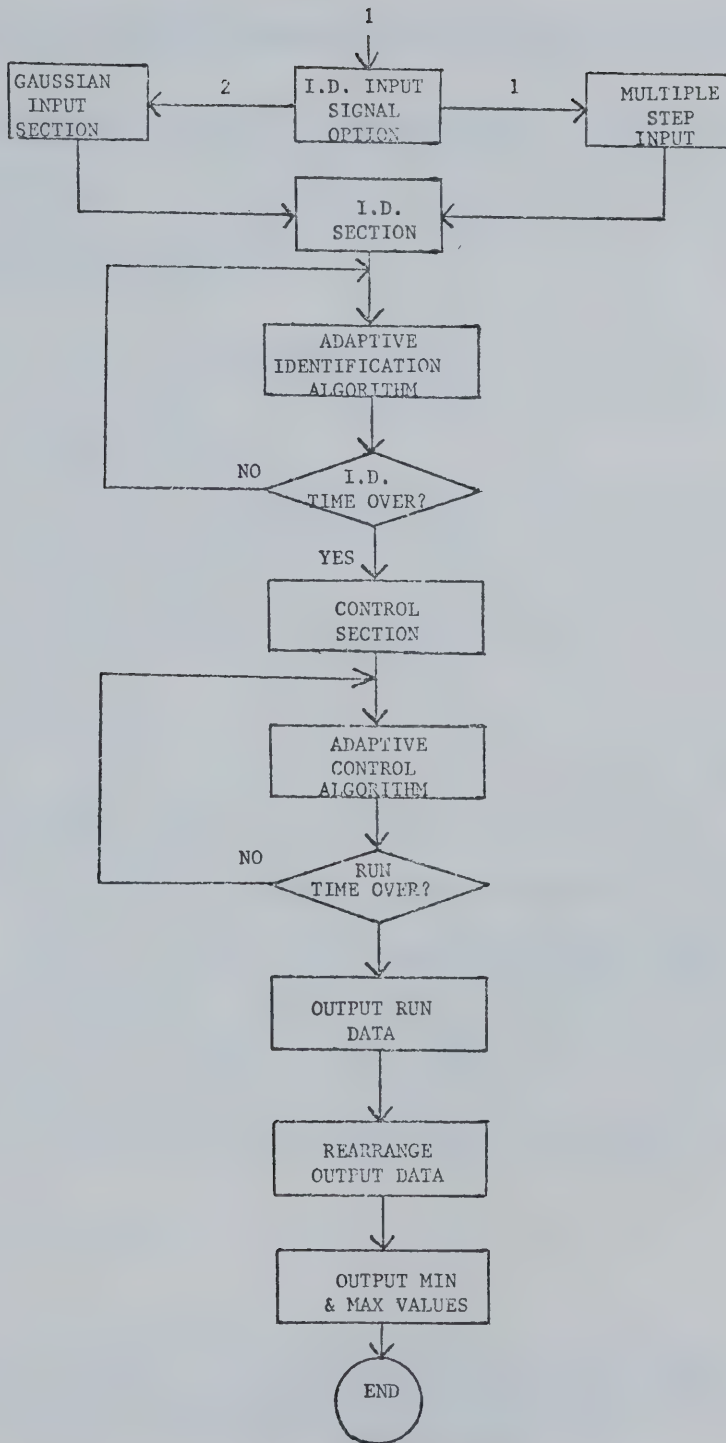 1
GAUSSIAN
INPUT
SECTION
2
I.D. INPUT
SIGNAL
OPTION
1
MULTIPLE
STEP
INPUT
I.D.
SECTION
ADAPTIVE
IDENTIFICATION
ALGORITHM
NO
I.D.
TIME OVER?
YES
CONTROL
SECTION
ADAPTIVE
CONTROL
ALGORITHM
NO
RUN
TIME OVER?
OUTPUT RUN
DATA
REARRANGE
OUTPUT DATA
OUTPUT MIN
& MAX VALUES
END